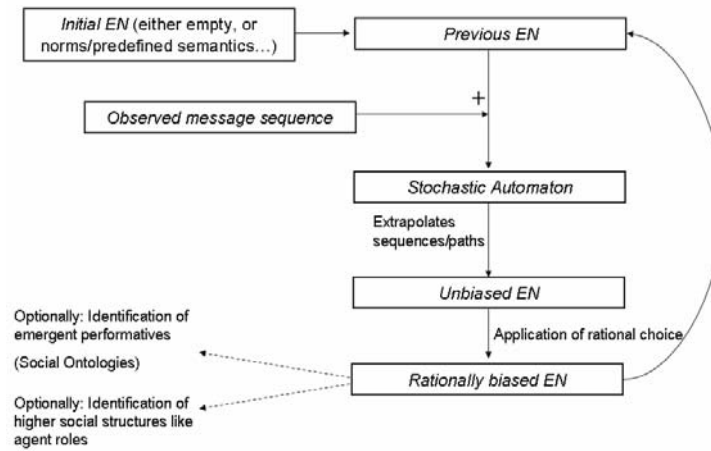 Initial EN (either empty, or
norms/predefined semantics...)
Previous EN
+
Observed message sequence
Stochastic Automaton
Extrapolates
sequences/paths
Unbiased EN
Application of rational choice
Rationally biased EN
Optionally: Identification of
emergent performatives
(Social Ontologies)
Optionally: Identification of
higher social structures like
agent roles